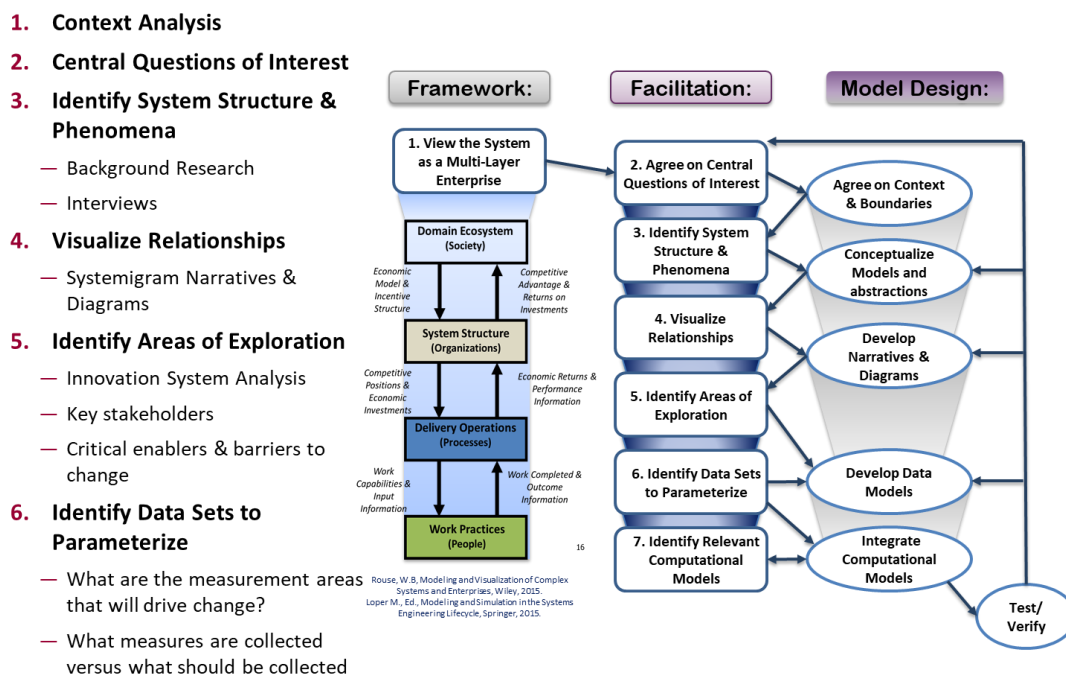 1. Context Analysis
2. Central Questions of Interest
3. Identify System Structure &
Phenomena
— Background Research
— Interviews
4. Visualize Relationships
— Systemigram Narratives &
Diagrams
5. Identify Areas of Exploration
— Innovation System Analysis
— Key stakeholders
— Critical enablers & barriers to
change
6. Identify Data Sets to
Parameterize
— What are the measurement areas
that will drive change?
— What measures are collected
versus what should be collected
Framework:
1. View the System
as a Multi-Layer
Enterprise
Domain Ecosystem
(Society)
Economic
Model &
Incentive
Structure
Competitive
Advantage &
Returns on
Investments
System Structure
(Organizations)
Competitive
Positions &
Economic
Investments
Economic Returns &
Performance
Information
Delivery Operations
(Processes)
Work
Capabilities &
Input
Information
Work Completed &
Outcome
Information
Work Practices
(People)
16
Rouse, W.B, Modeling and Visualization of Complex
Systems and Enterprises, Wiley, 2015.
Loper M., Ed., Modeling and Simulation in the Systems
Engineering Lifecycle, Springer, 2015.
Facilitation:
2. Agree on Central
Questions of Interest
3. Identify System
Structure &
Phenomena
4. Visualize
Relationships
5. Identify Areas of
Exploration
6. Identify Data Sets
to Parameterize
7. Identify Relevant
Computational
Models
Model Design:
Agree on Context
& Boundaries
Conceptualize
Models and
abstractions
Develop
Narratives &
Diagrams
Develop Data
Models
Integrate
Computational
Models
Test/
Verify